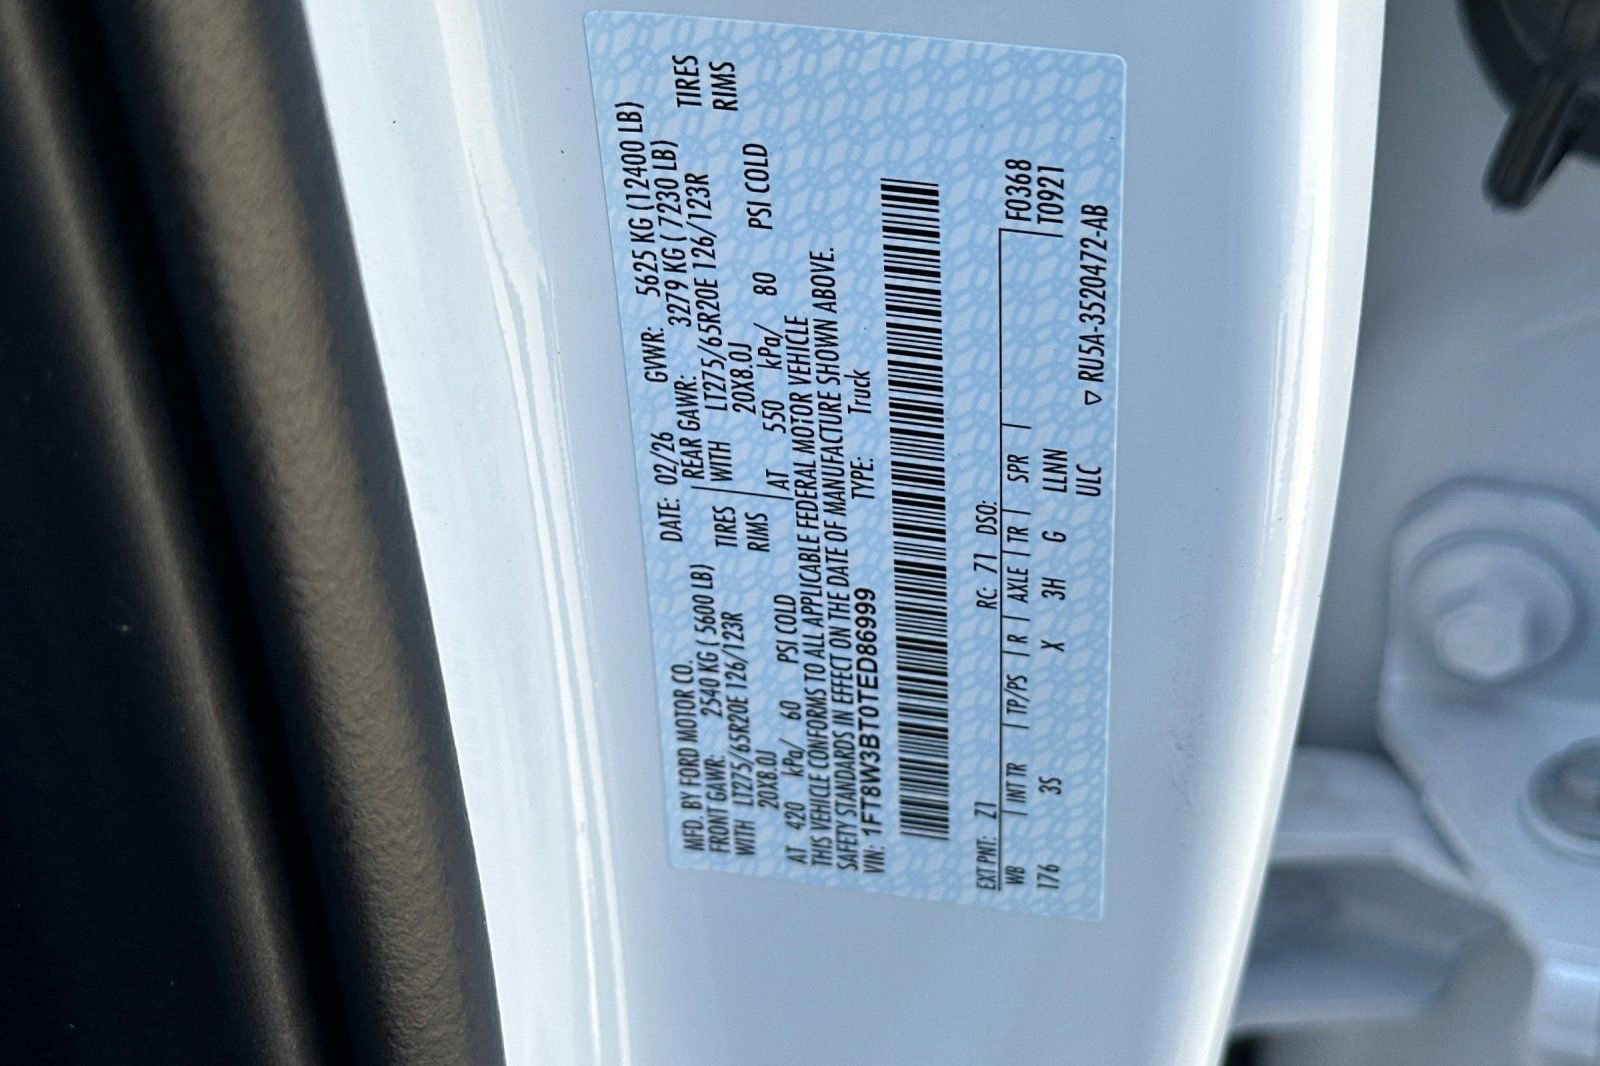 MFD. BY FORD MOTOR CO. DATE: 02/26 GVWR: 5625 KG (12400 LB)
FRONT GAWR: 2540 KG ( 5600 LB) REAR GAWR: 3279 KG ( 7230 LB)
WITH LT275/65R20E 126/123R TIRES WITH LT275/65R20E 126/123R TIRES
20X8.0J RIMS 20X8.0J RIMS
AT 420 kPa/ 60 PSI COLD AT 550 kPa/ 80 PSI COLD
THIS VEHICLE CONFORMS TO ALL APPLICABLE FEDERAL MOTOR VEHICLE
SAFETY STANDARDS IN EFFECT ON THE DATE OF MANUFACTURE SHOWN ABOVE.
VIN: 1FT8W3BT0TED86999 TYPE: Truck
EXT PNT: Z1 RC: 71 DSO: F0368
WB INT TR TP/PS R AXLE TR SPR T0921
176 3S X 3H G LLNN
ULC ▽ RU5A-3520472-AB